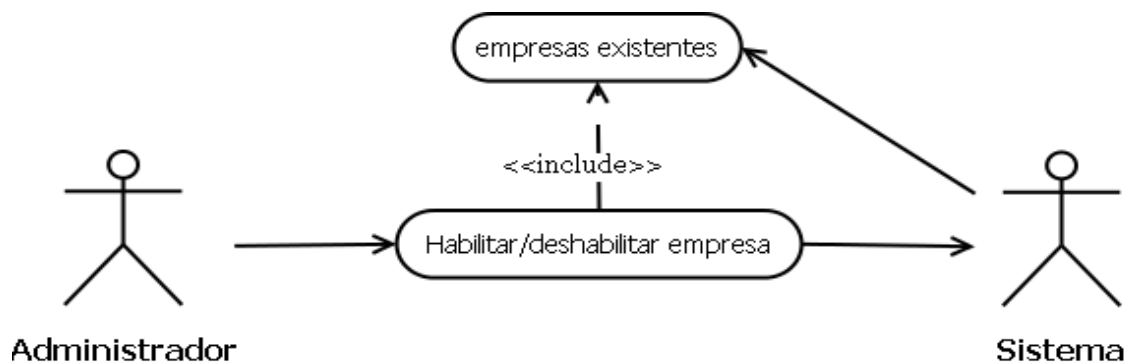 empresas existentes
<<include>>
Habilitar/deshabilitar empresa
Administrador
Sistema